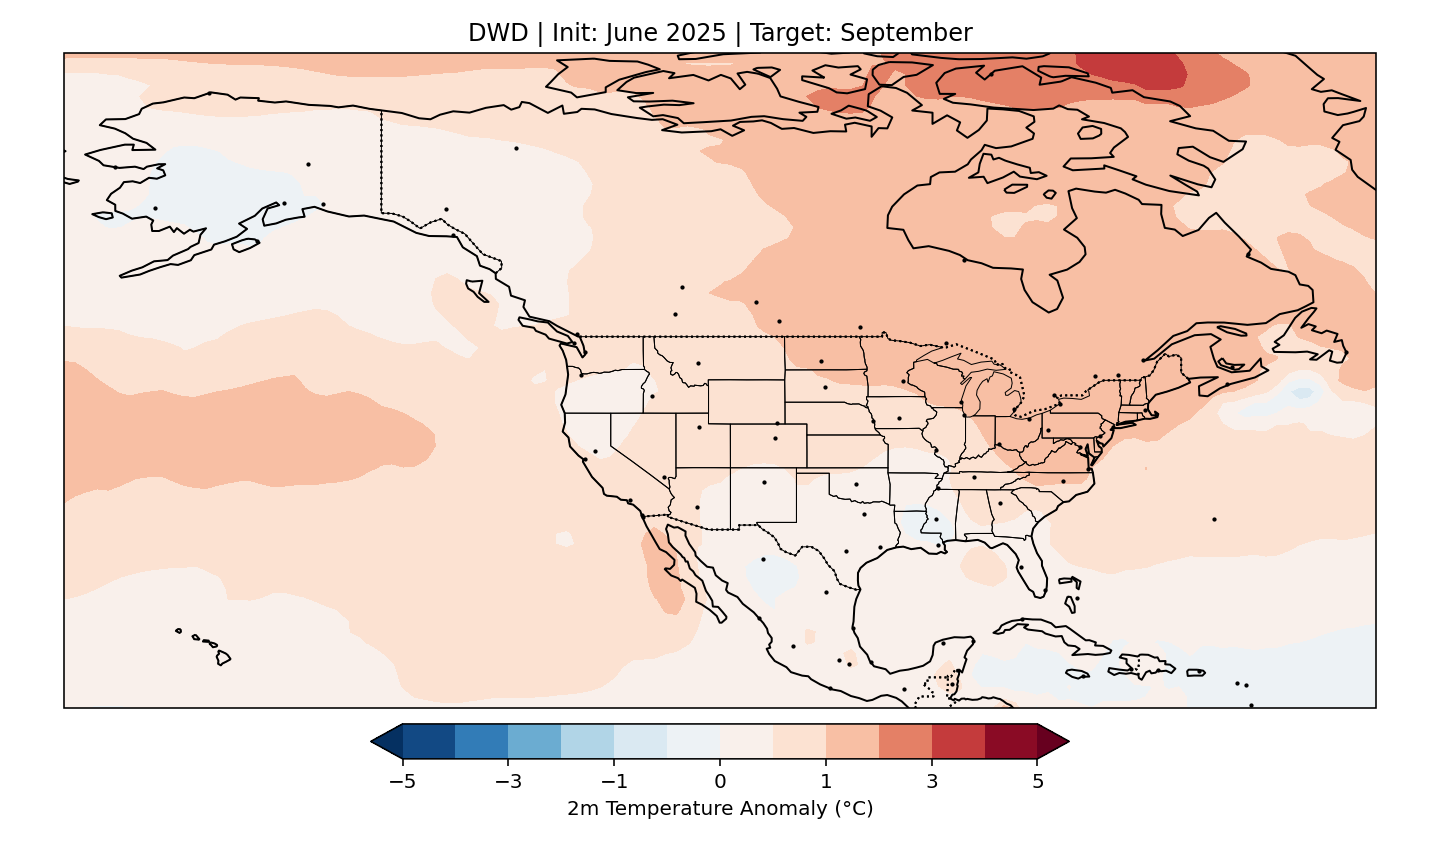 DWD | Init: June 2025 | Target: September
−5 −3 −1 0 1 3 5
2m Temperature Anomaly (°C)